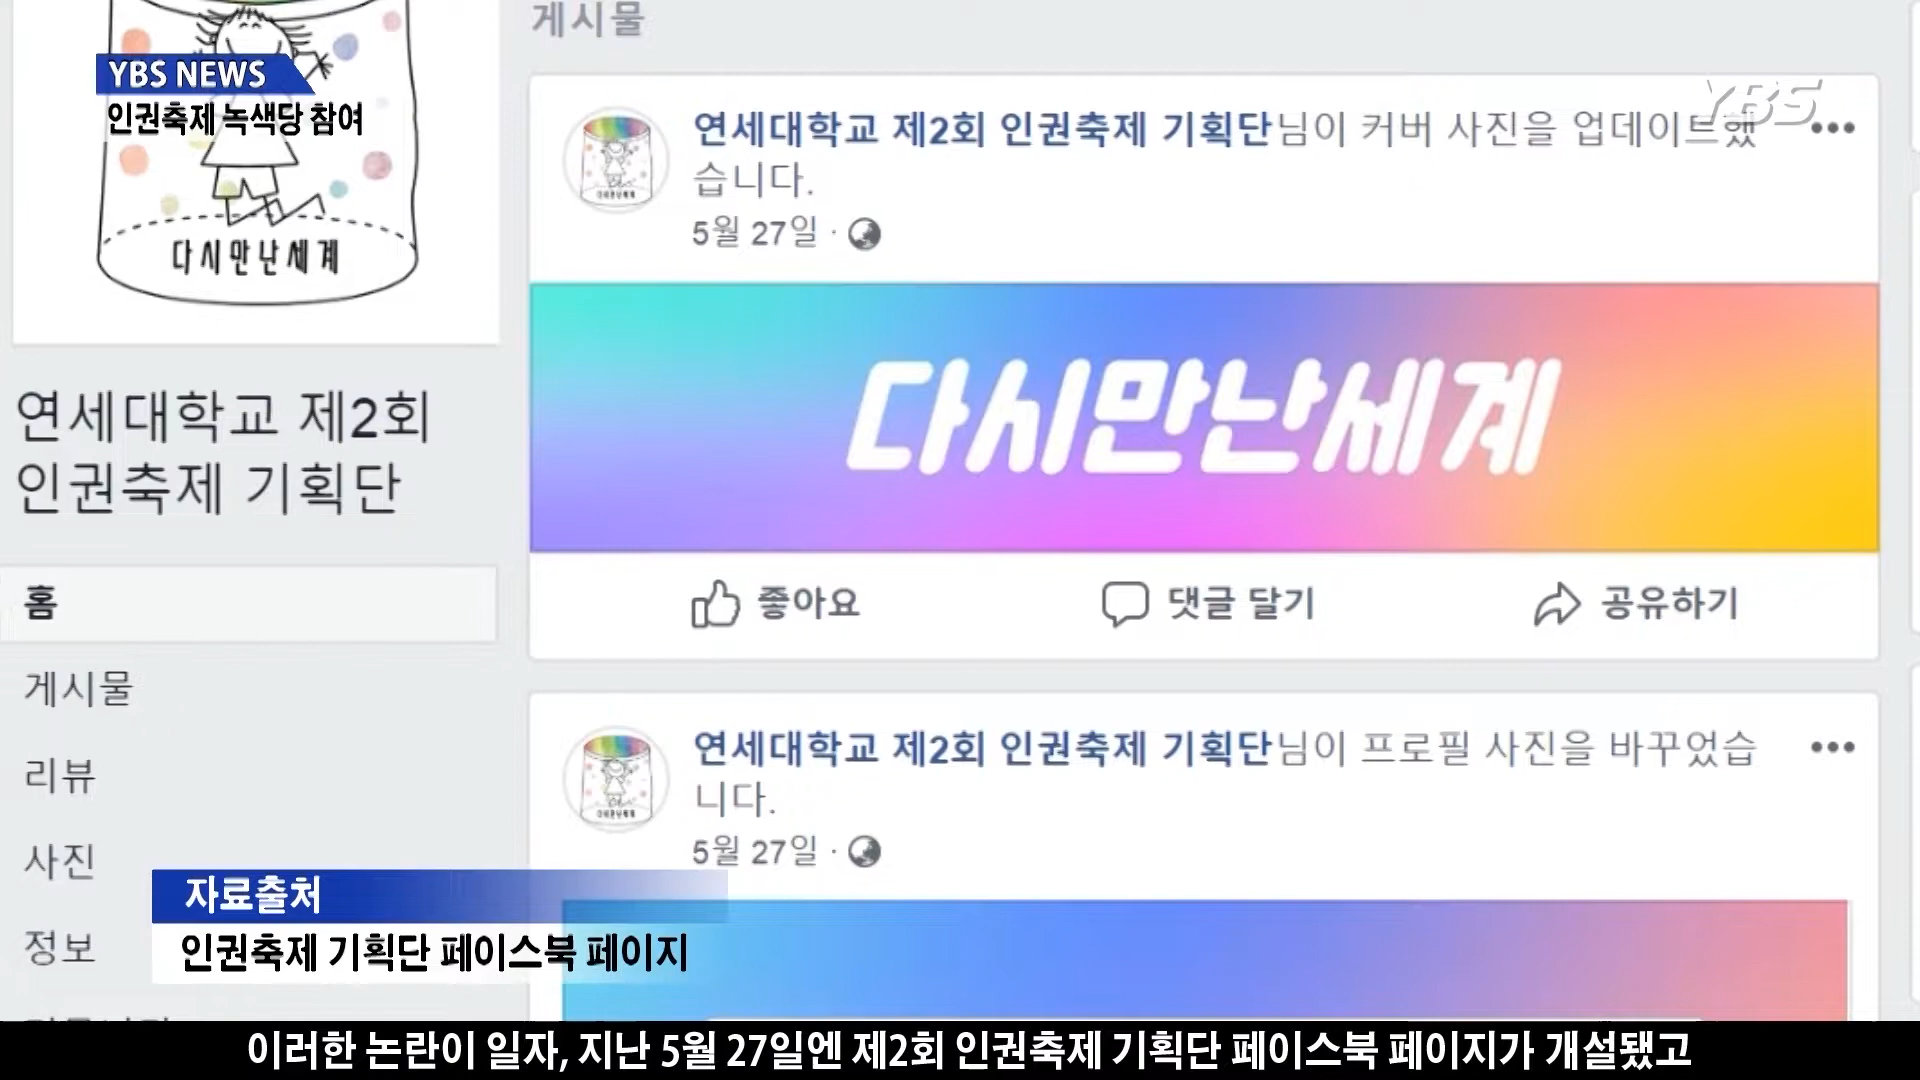 게시물
YBS NEWS
인권축제 녹색당 참여
YBS
다시만난세계
연세대학교 제2회 인권축제 기획단님이 커버 사진을 업데이트했
습니다.
5월 27일 ·
다시만난세계
연세대학교 제2회
인권축제 기획단
홈
게시물
리뷰
사진
정보
좋아요
댓글 달기
공유하기
연세대학교 제2회 인권축제 기획단님이 프로필 사진을 바꾸었습
니다.
5월 27일 ·
자료출처
인권축제 기획단 페이스북 페이지
이러한 논란이 일자, 지난 5월 27일엔 제2회 인권축제 기획단 페이스북 페이지가 개설됐고